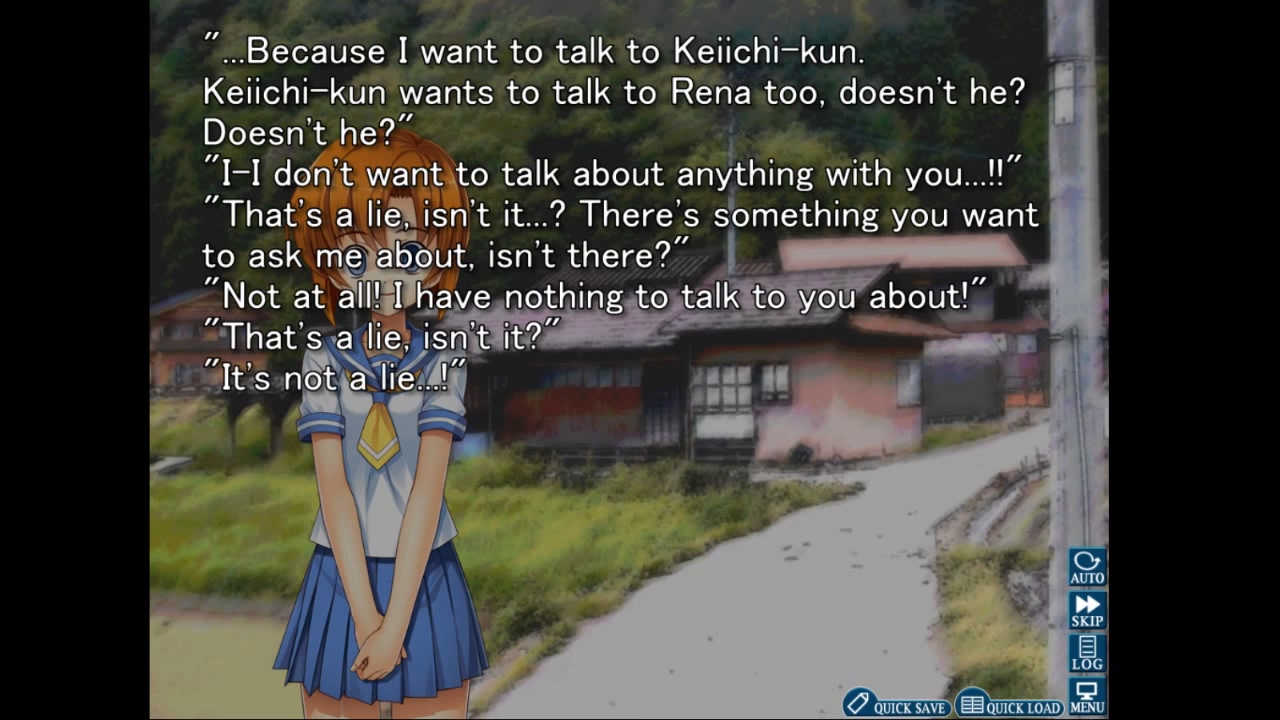 "...Because I want to talk to Keiichi-kun.
Keiichi-kun wants to talk to Rena too, doesn't he?
Doesn't he?"
"I-I don't want to talk about anything with you...!!"
"That's a lie, isn't it...? There's something you want
to ask me about, isn't there?"
"Not at all! I have nothing to talk to you about!"
"That's a lie, isn't it?"
"It's not a lie...!"
AUTO
SKIP
LOG
MENU
QUICK SAVE
QUICK LOAD